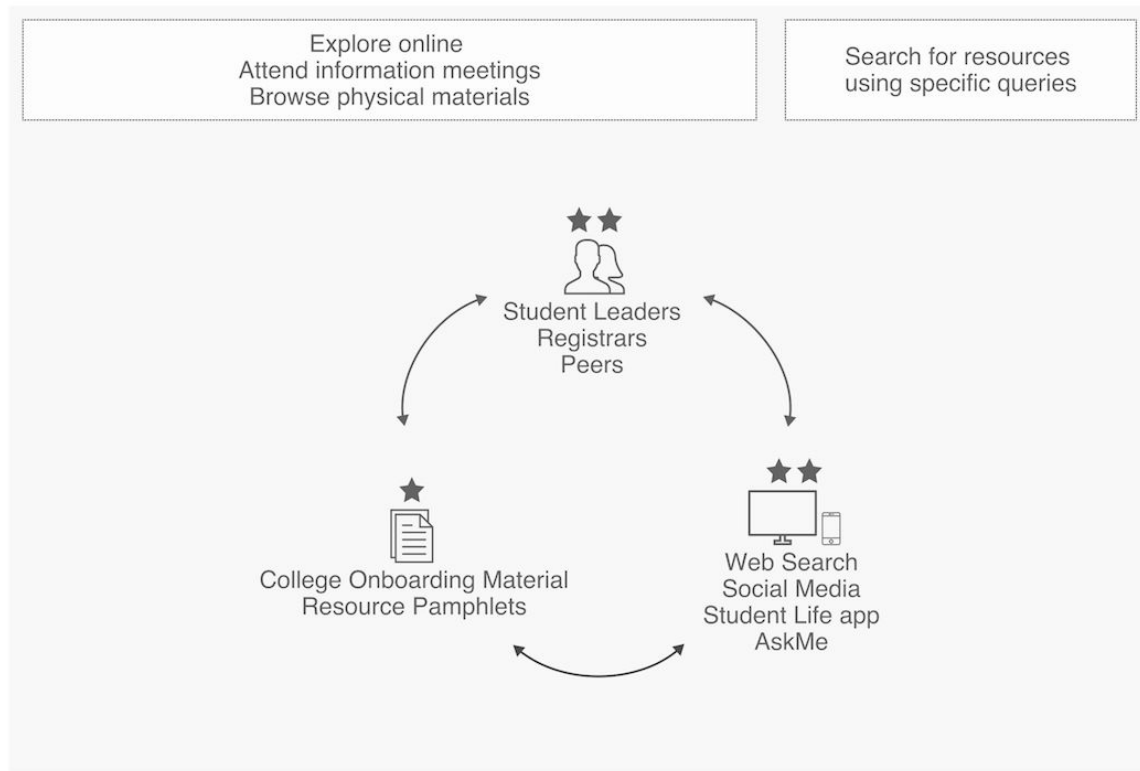 Explore online
Attend information meetings
Browse physical materials
Search for resources
using specific queries
Student Leaders
Registrars
Peers
College Onboarding Material
Resource Pamphlets
Web Search
Social Media
Student Life app
AskMe